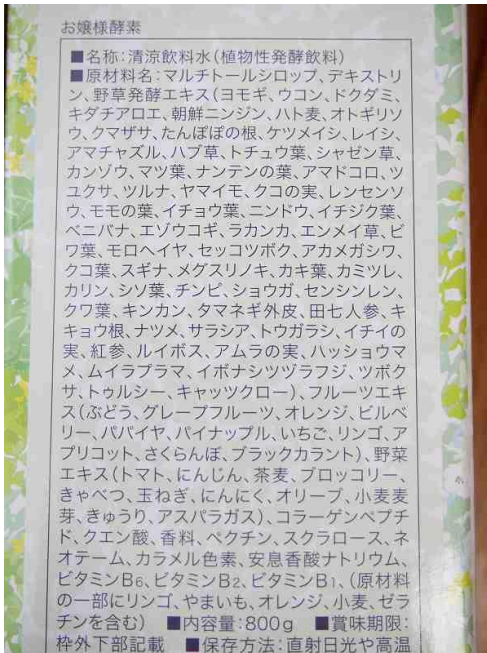 お嬢様酵素
■名称:清涼飲料水(植物性発酵飲料)
■原材料名:マルチトールシロップ、デキストリ
ン、野草発酵エキス(ヨモギ、ウコン、ドクダミ、
キダチアロエ、朝鮮ニンジン、ハト麦、オトギリソ
ウ、クマザサ、たんぽぽの根、ケツメイシ、レイシ、
アマチャズル、ハブ草、トチュウ葉、シャゼン草、
カンゾウ、マツ葉、ナンテンの葉、アマドコロ、ツ
ユクサ、ツルナ、ヤマイモ、クコの実、レンセンソ
ウ、モモの葉、イチョウ葉、ニンドウ、イチジク葉、
ベニバナ、エゾウコギ、ラカンカ、エンメイ草、ビ
ワ葉、モロヘイヤ、セッコツボク、アカメガシワ、
クコ葉、スギナ、メグスリノキ、カキ葉、カミツレ、
カリン、シソ葉、チンピ、ショウガ、センシンレン、
クワ葉、キンカン、タマネギ外皮、田七人参、キ
キョウ根、ナツメ、サラシア、トウガラシ、イチイの
実、紅参、ルイボス、アムラの実、ハッショウマ
メ、ムイラプラマ、イボナシツヅラフジ、ツボク
サ、トゥルシー、キャッツクロー)、フルーツエキ
ス(ぶどう、グレープフルーツ、オレンジ、ビルベ
リー、パパイヤ、パイナップル、いちご、リンゴ、ア
プリコット、さくらんぼ、ブラックカラント)、野菜
エキス(トマト、にんじん、茶麦、ブロッコリー、
きゃべつ、玉ねぎ、にんにく、オリーブ、小麦麦
芽、きゅうり、アスパラガス)、コラーゲンペプチ
ド、クエン酸、香料、ペクチン、スクラロース、ネ
オテーム、カラメル色素、安息香酸ナトリウム、
ビタミンB6、ビタミンB2、ビタミンB1、(原材料
の一部にリンゴ、やまいも、オレンジ、小麦、ゼラ
チンを含む) ■内容量:800g ■賞味期限:
枠外下部記載 ■保存方法:直射日光や高温